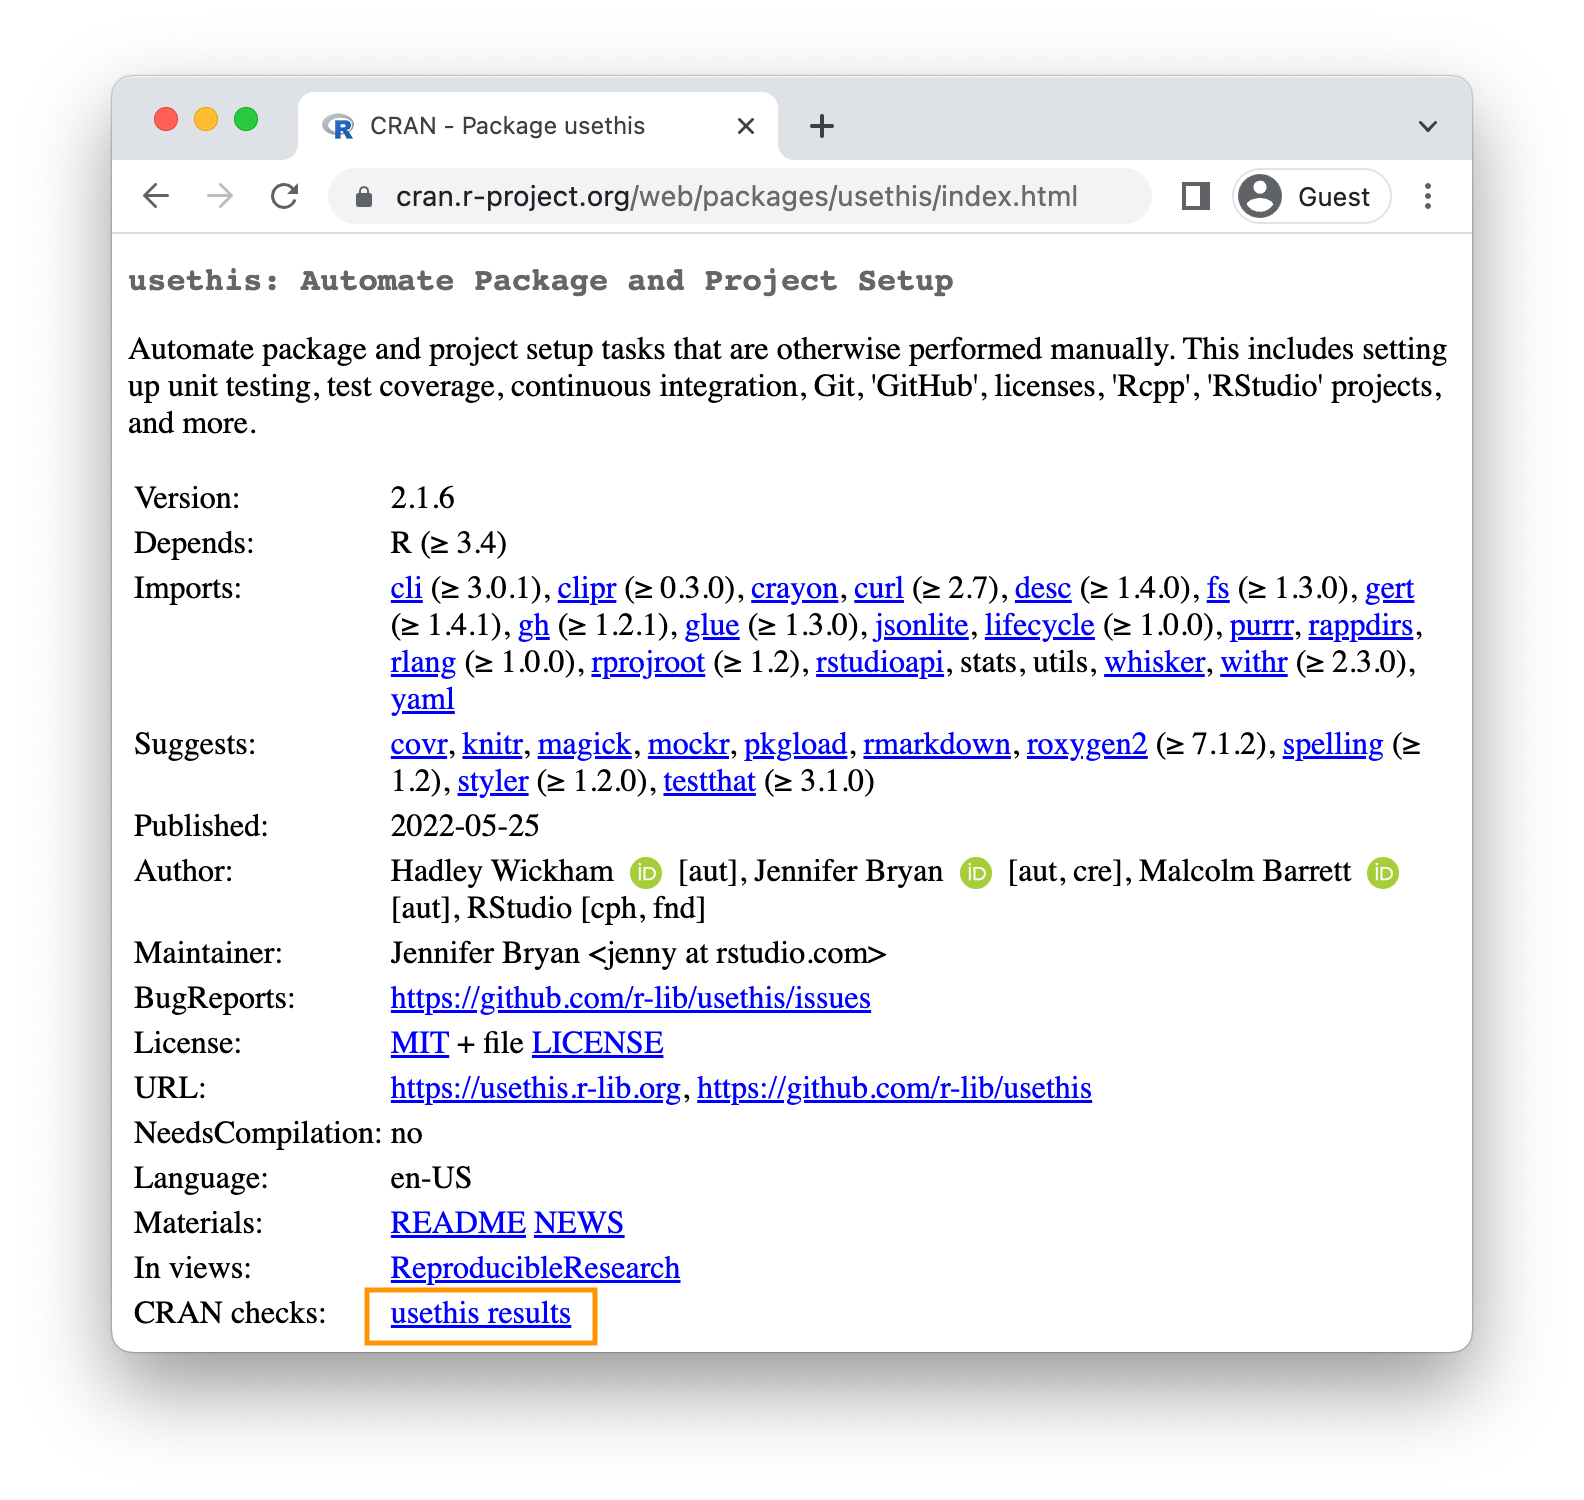 CRAN - Package usethis
cran.r-project.org/web/packages/usethis/index.html
Guest
usethis: Automate Package and Project Setup
Automate package and project setup tasks that are otherwise performed manually. This includes setting
up unit testing, test coverage, continuous integration, Git, 'GitHub', licenses, 'Rcpp', 'RStudio' projects,
and more.
Version: 2.1.6
Depends: R (≥ 3.4)
Imports: cli (≥ 3.0.1), clipr (≥ 0.3.0), crayon, curl (≥ 2.7), desc (≥ 1.4.0), fs (≥ 1.3.0), gert
(≥ 1.4.1), gh (≥ 1.2.1), glue (≥ 1.3.0), jsonlite, lifecycle (≥ 1.0.0), purrr, rappdirs,
rlang (≥ 1.0.0), rprojroot (≥ 1.2), rstudioapi, stats, utils, whisker, withr (≥ 2.3.0),
yaml
Suggests: covr, knitr, magick, mockr, pkgload, rmarkdown, roxygen2 (≥ 7.1.2), spelling (≥
1.2), styler (≥ 1.2.0), testthat (≥ 3.1.0)
Published: 2022-05-25
Author: Hadley Wickham iD [aut], Jennifer Bryan iD [aut, cre], Malcolm Barrett iD
[aut], RStudio [cph, fnd]
Maintainer: Jennifer Bryan <jenny at rstudio.com>
BugReports: https://github.com/r-lib/usethis/issues
License: MIT + file LICENSE
URL: https://usethis.r-lib.org, https://github.com/r-lib/usethis
NeedsCompilation: no
Language: en-US
Materials: README NEWS
In views: ReproducibleResearch
CRAN checks: usethis results